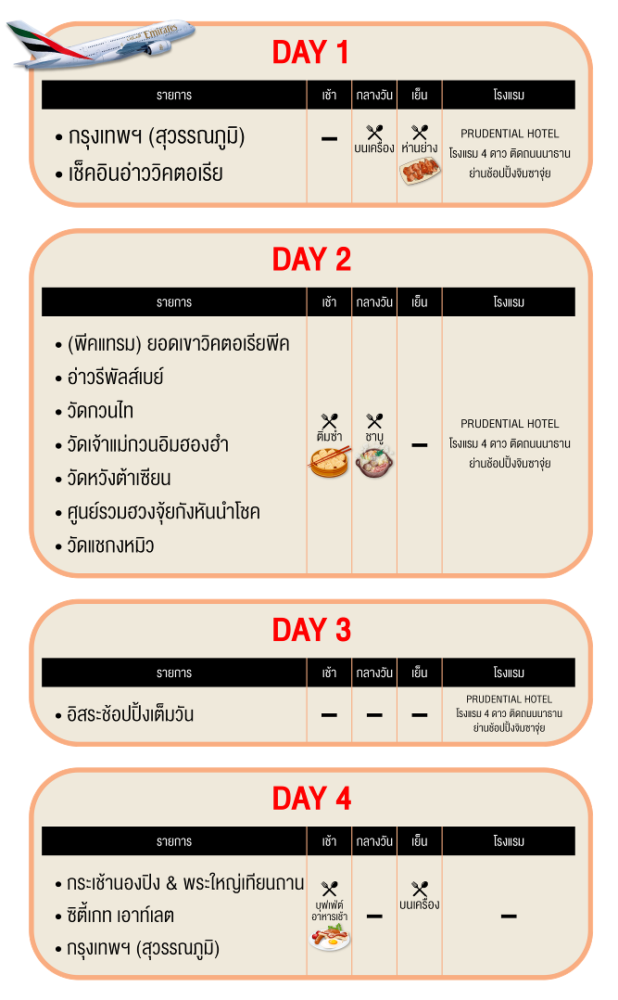 Emirates
DAY 1
รายการ เช้า กลางวัน เย็น โรงแรม
• กรุงเทพฯ (สุวรรณภูมิ)
• เช็คอินอ่าววิคตอเรีย
–
บนเครื่อง
ห่านย่าง
PRUDENTIAL HOTEL
โรงแรม 4 ดาว ติดถนนนาธาน
ย่านช้อปปิ้งจิมซาจุ่ย
DAY 2
รายการ เช้า กลางวัน เย็น โรงแรม
• (พีคแทรม) ยอดเขาวิคตอเรียพีค
• อ่าวรีพัลส์เบย์
• วัดกวนไท
• วัดเจ้าแม่กวนอิมฮองฮำ
• วัดหวังต้าเซียน
• ศูนย์รวมฮวงจุ้ยกังหันนำโชค
• วัดแชกงหมิว
ติ่มซำ
ชาบู
–
PRUDENTIAL HOTEL
โรงแรม 4 ดาว ติดถนนนาธาน
ย่านช้อปปิ้งจิมซาจุ่ย
DAY 3
รายการ เช้า กลางวัน เย็น โรงแรม
• อิสระช้อปปิ้งเต็มวัน
– – –
PRUDENTIAL HOTEL
โรงแรม 4 ดาว ติดถนนนาธาน
ย่านช้อปปิ้งจิมซาจุ่ย
DAY 4
รายการ เช้า กลางวัน เย็น โรงแรม
• กระเช้านองปิง & พระใหญ่เทียนถาน
• ซิตี้เกท เอาท์เลต
• กรุงเทพฯ (สุวรรณภูมิ)
บุฟเฟ่ต์
อาหารเช้า
–
บนเครื่อง
–